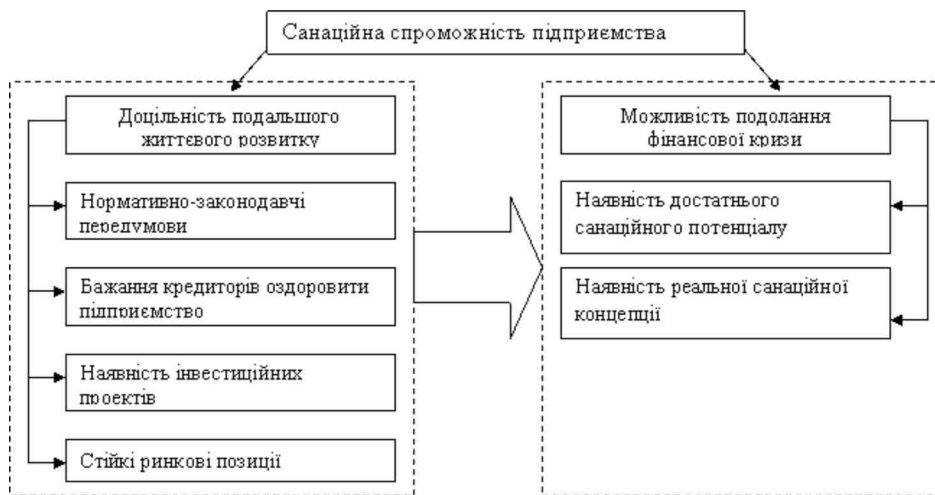 Санаційна спроможність підприємства
Доцільність подальшого
життєвого розвитку
Нормативно-законодавчі
передумови
Бажання кредиторів оздоровити
підприємство
Наявність інвестиційних
проектів
Стійкі ринкові позиції
Можливість подолання
фінансової кризи
Наявність достатнього
санаційного потенціалу
Наявність реальної санаційної
концепції